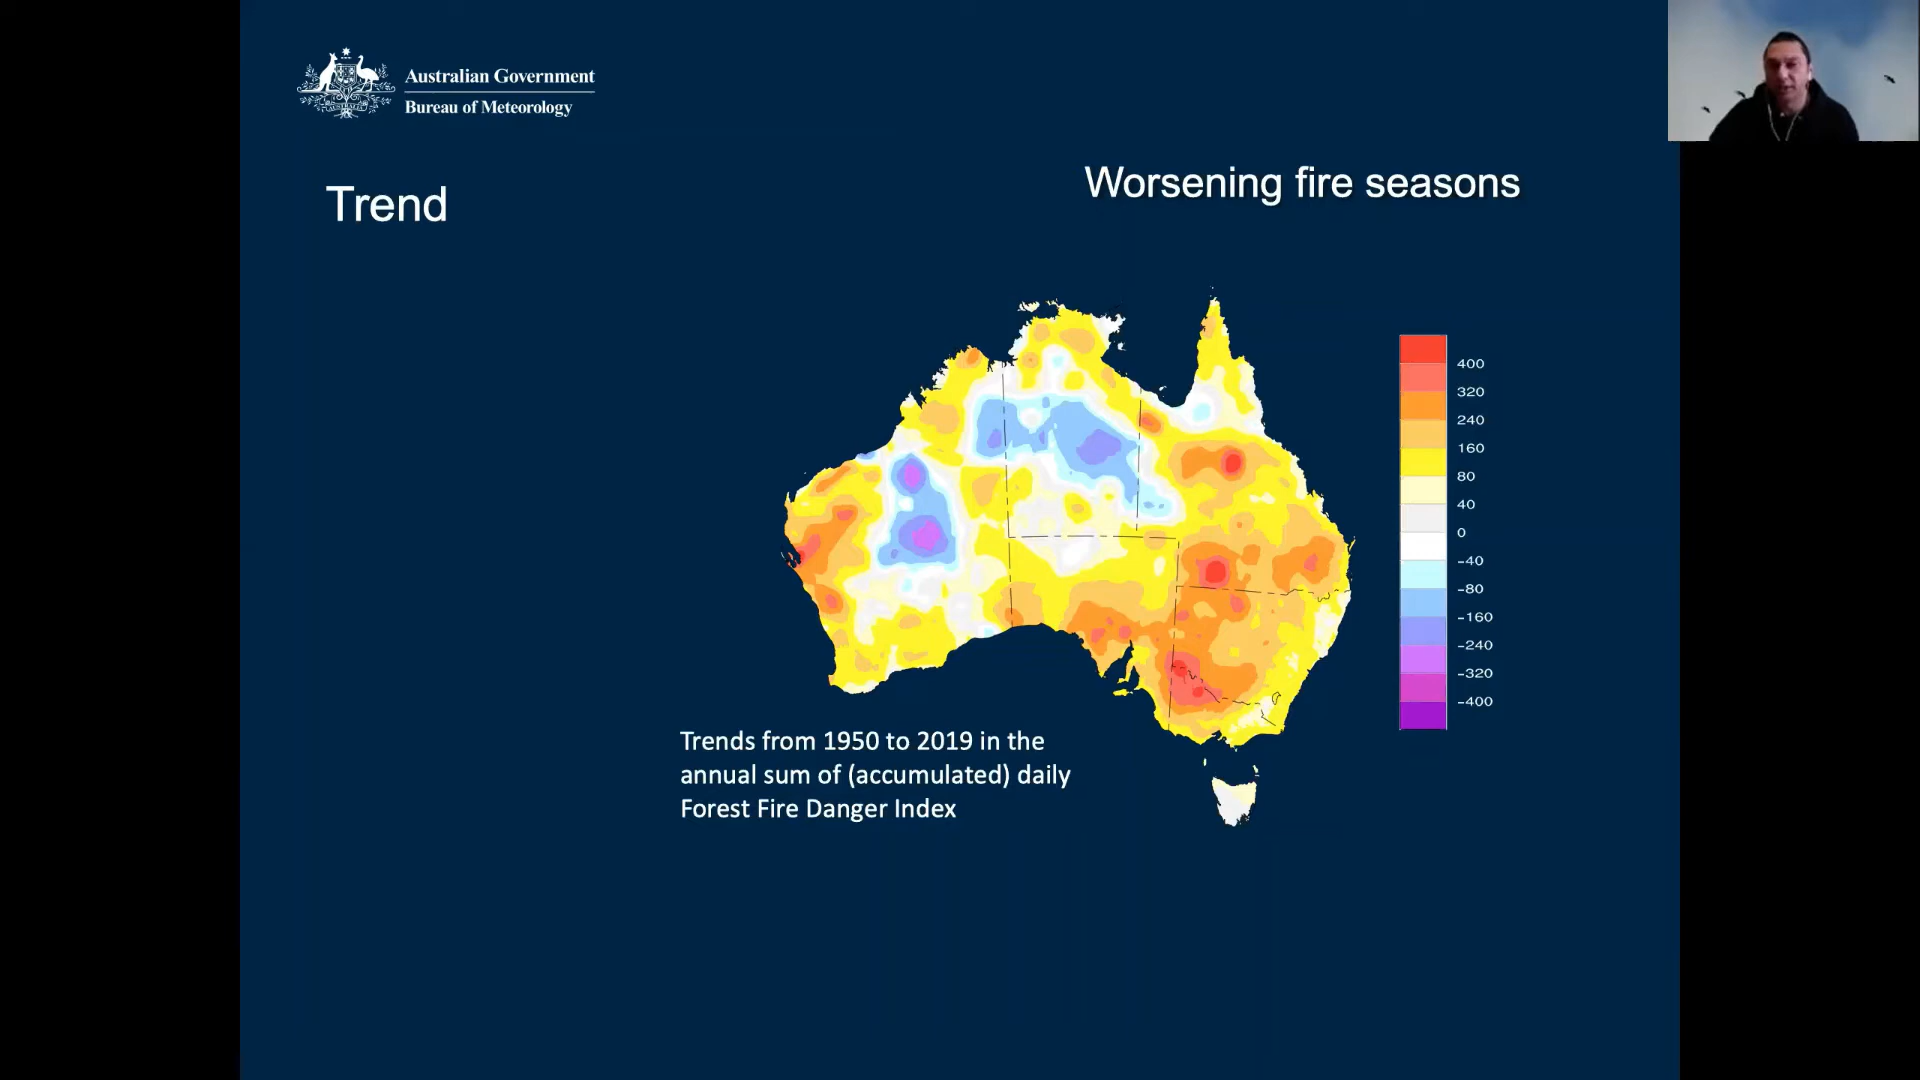 Australian Government
Bureau of Meteorology
Trend
Worsening fire seasons
400
320
240
160
80
40
0
-40
-80
-160
-240
-320
-400
Trends from 1950 to 2019 in the
annual sum of (accumulated) daily
Forest Fire Danger Index